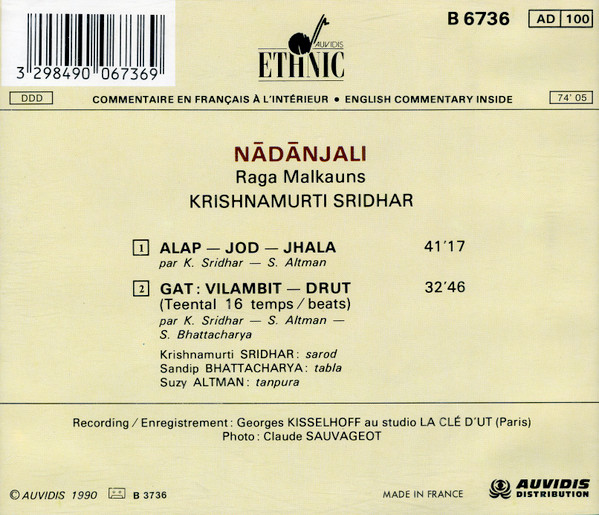 B 6736
AD 100
AUVIDIS
ETHNIC
3 298490 067369
DDD
COMMENTAIRE EN FRANÇAIS À L'INTÉRIEUR • ENGLISH COMMENTARY INSIDE
74' 05
NĀDĀNJALI
Raga Malkauns
KRISHNAMURTI SRIDHAR
1 ALAP — JOD — JHALA 41'17
par K. Sridhar — S. Altman
2 GAT : VILAMBIT — DRUT 32'46
(Teental 16 temps / beats)
par K. Sridhar — S. Altman —
S. Bhattacharya
Krishnamurti SRIDHAR : sarod
Sandip BHATTACHARYA : tabla
Suzy ALTMAN : tanpura
Recording / Enregistrement : Georges KISSELHOFF au studio LA CLÉ D'UT (Paris)
Photo : Claude SAUVAGEOT
© AUVIDIS 1990 B 3736
MADE IN FRANCE
AUVIDIS
DISTRIBUTION